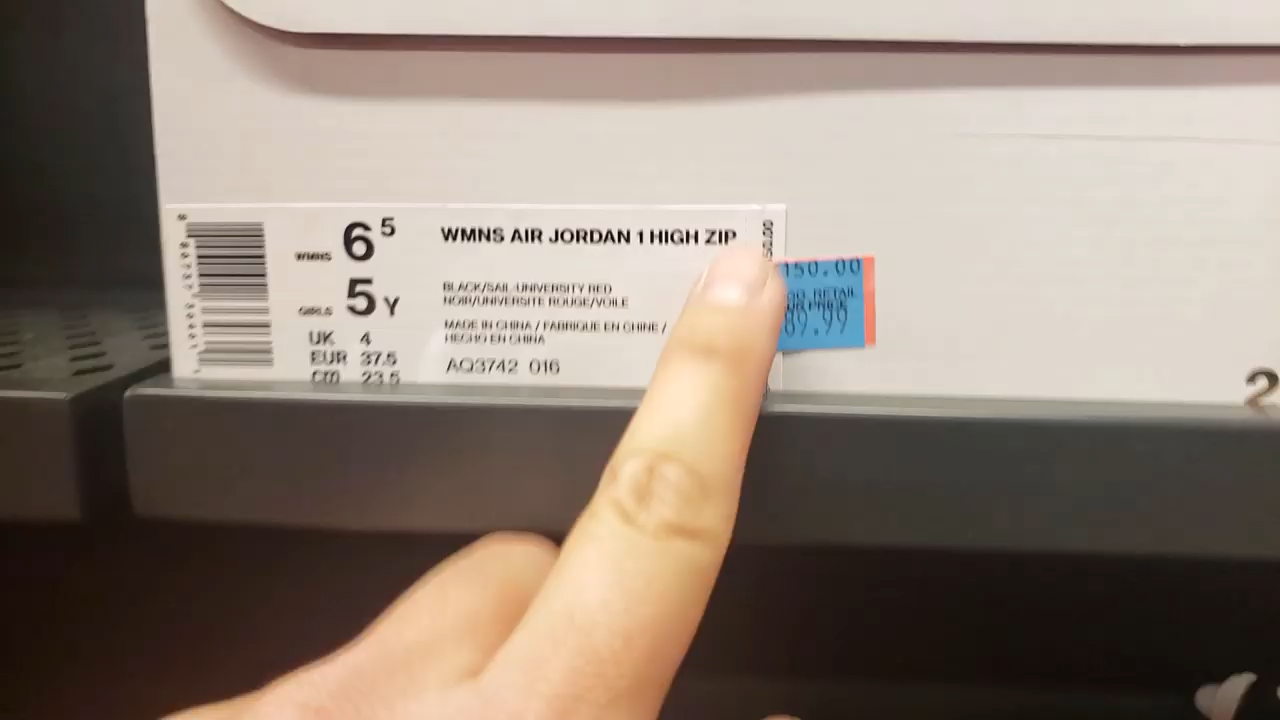 WMNS 6 5
GIRLS 5 Y
UK 4
EUR 37.5
CM 23.5
WMNS AIR JORDAN 1 HIGH ZIP
BLACK/SAIL-UNIVERSITY RED
NOIR/UNIVERSITE ROUGE/VOILE
MADE IN CHINA / FABRIQUE EN CHINE /
HECHO EN CHINA
AQ3742 016
150.00
RETAIL
2